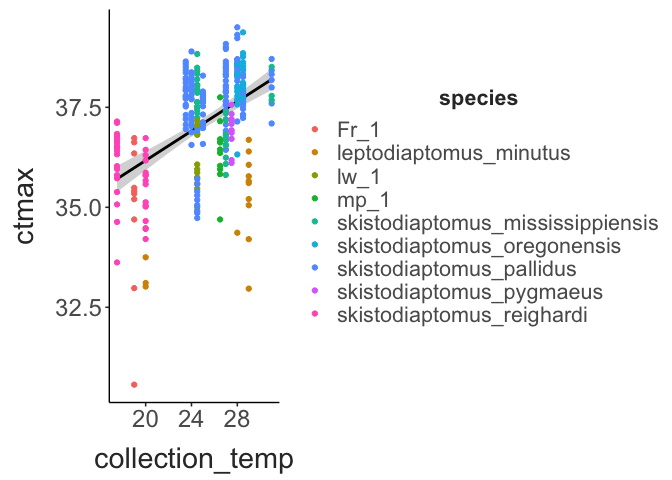 ctmax
37.5
35.0
32.5
20 24 28
collection_temp
species
Fr_1
leptodiaptomus_minutus
lw_1
mp_1
skistodiaptomus_mississippiensis
skistodiaptomus_oregonensis
skistodiaptomus_pallidus
skistodiaptomus_pygmaeus
skistodiaptomus_reighardi